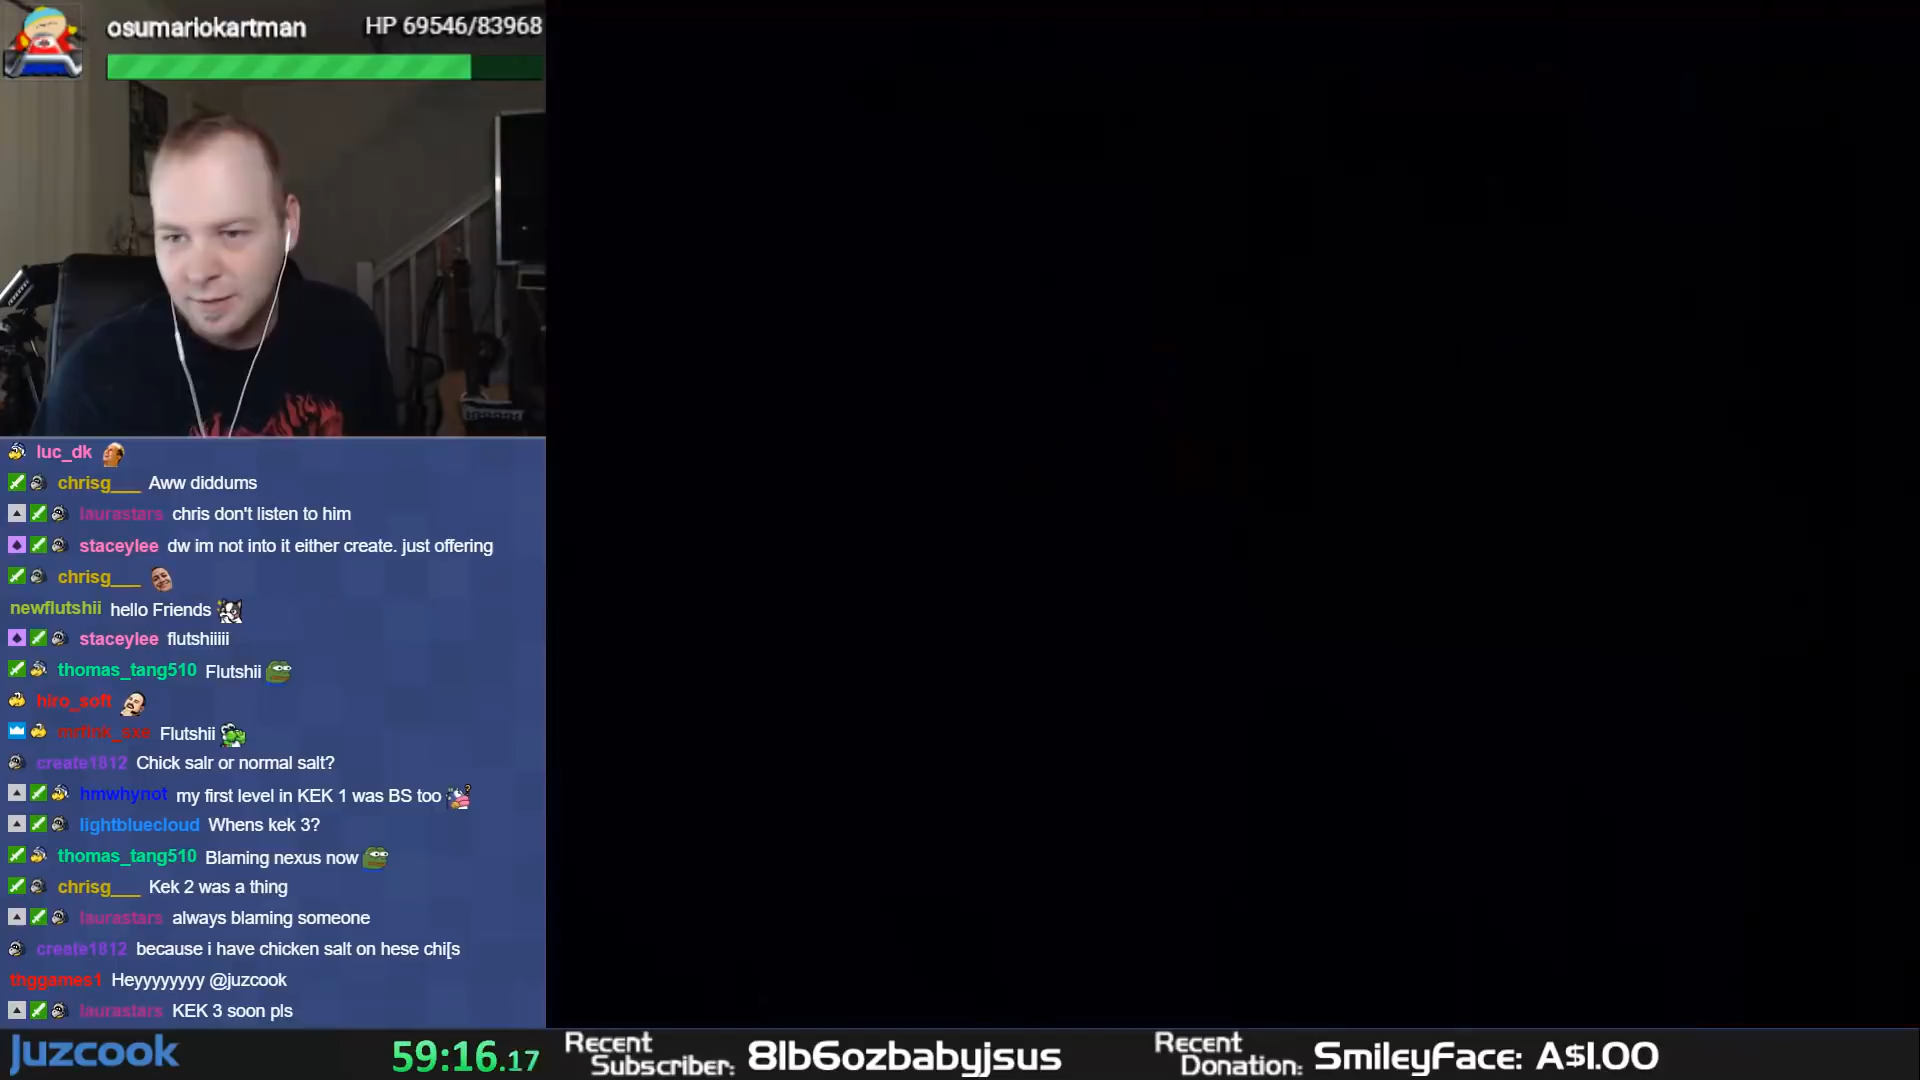 osumariokartman HP 69546/83968
luc_dk
chrisg___ Aww diddums
laurastars chris don't listen to him
staceylee dw im not into it either create. just offering
chrisg___
newflutshii hello Friends
staceylee flutshiiiii
thomas_tang510 Flutshii
hiro_soft
mrfink_sxe Flutshii
create1812 Chick salr or normal salt?
hmwhynot my first level in KEK 1 was BS too
lightbluecloud Whens kek 3?
thomas_tang510 Blaming nexus now
chrisg___ Kek 2 was a thing
laurastars always blaming someone
create1812 because i have chicken salt on hese chi[s
thggames1 Heyyyyyyyy @juzcook
laurastars KEK 3 soon pls
Juzcook 59:16.17 Recent Subscriber: 8lb6ozbabyjsus Recent Donation: SmileyFace: A$1.00